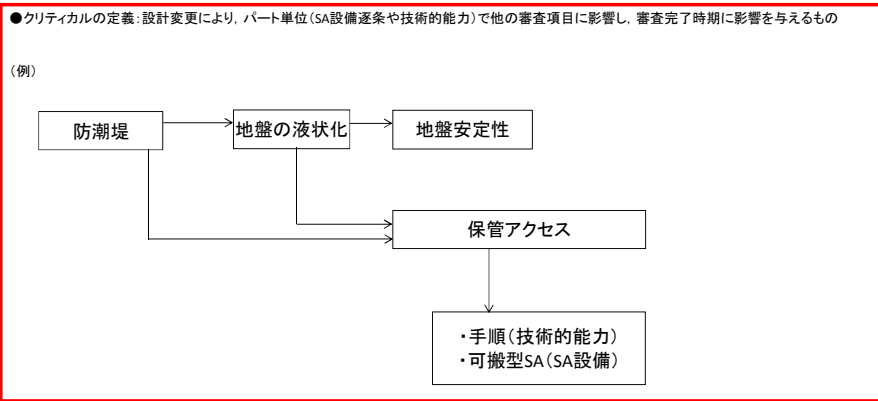 ●クリティカルの定義：設計変更により，パート単位（SA設備逐条や技術的能力）で他の審査項目に影響し，審査完了時期に影響を与えるもの
（例）
防潮堤
地盤の液状化
地盤安定性
保管アクセス
・手順（技術的能力）
・可搬型SA（SA設備）